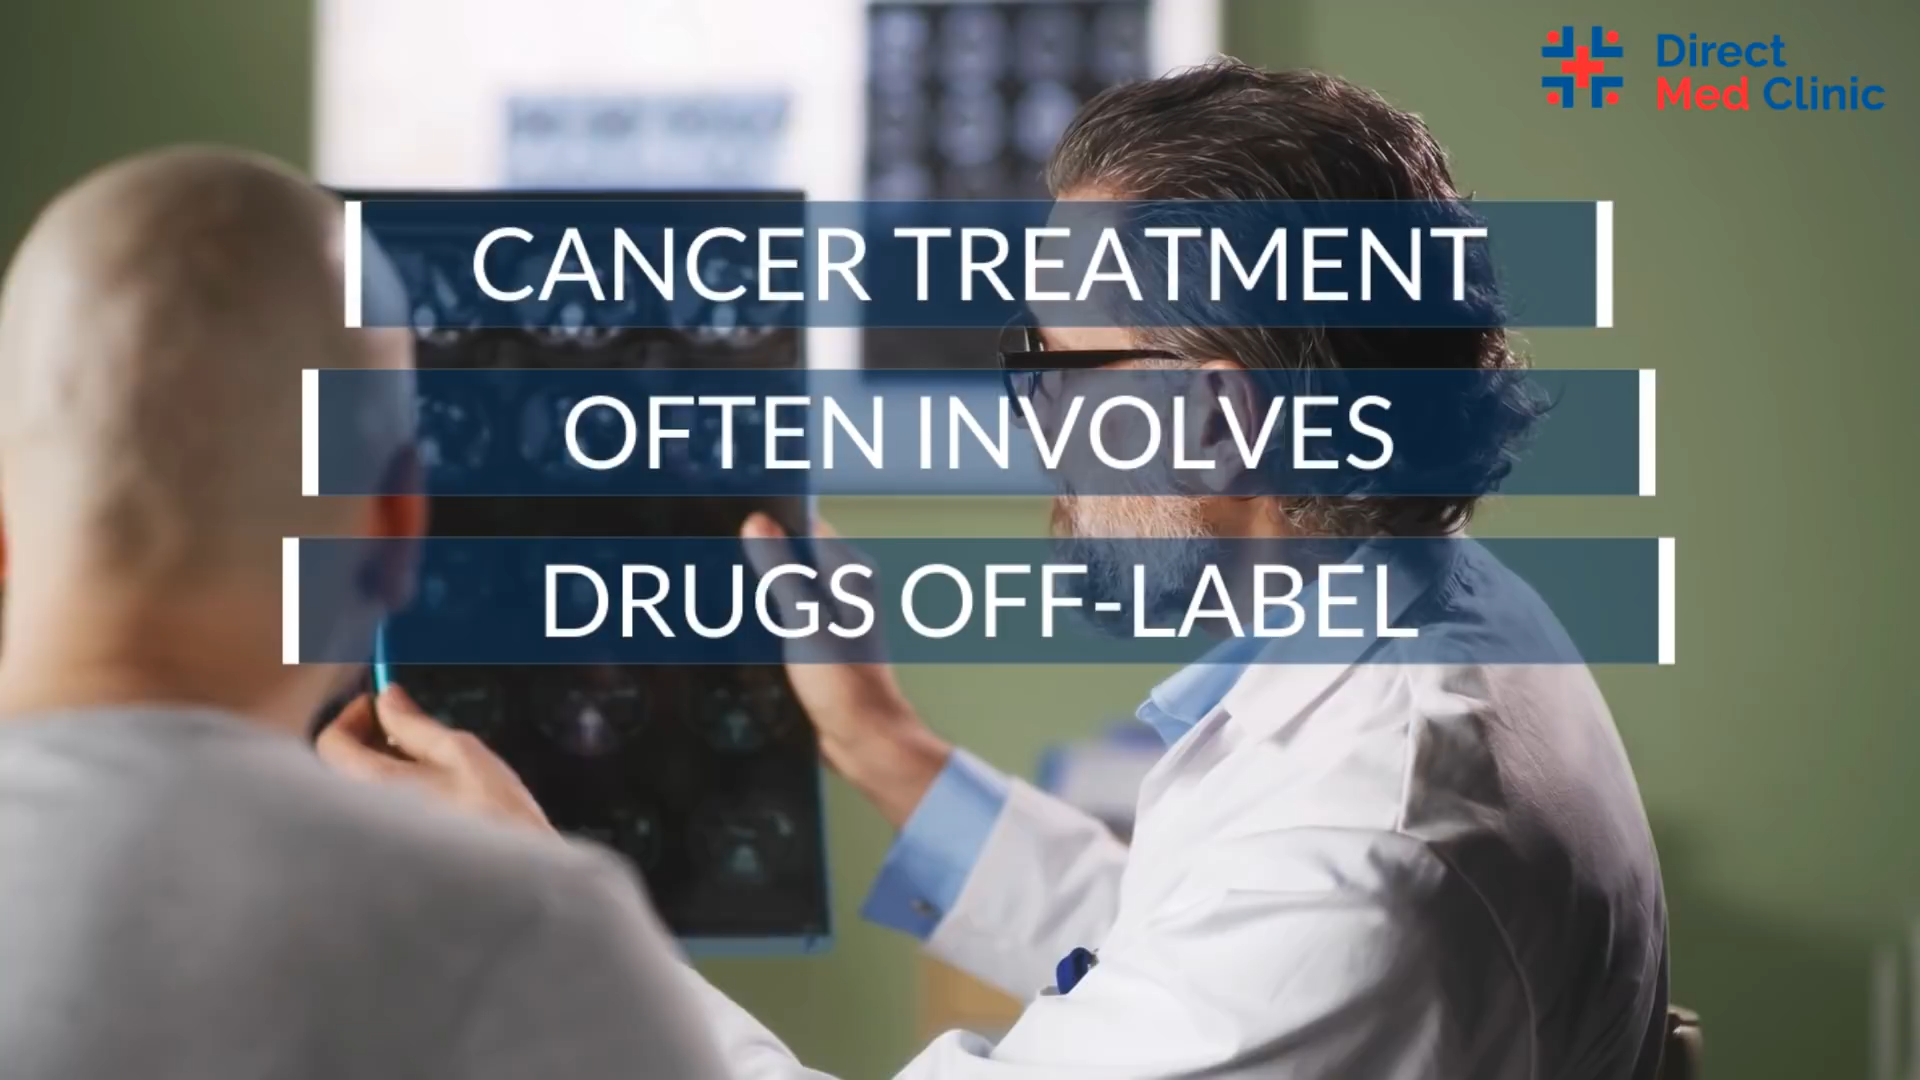 Direct
Med Clinic
CANCER TREATMENT
OFTEN INVOLVES
DRUGS OFF-LABEL